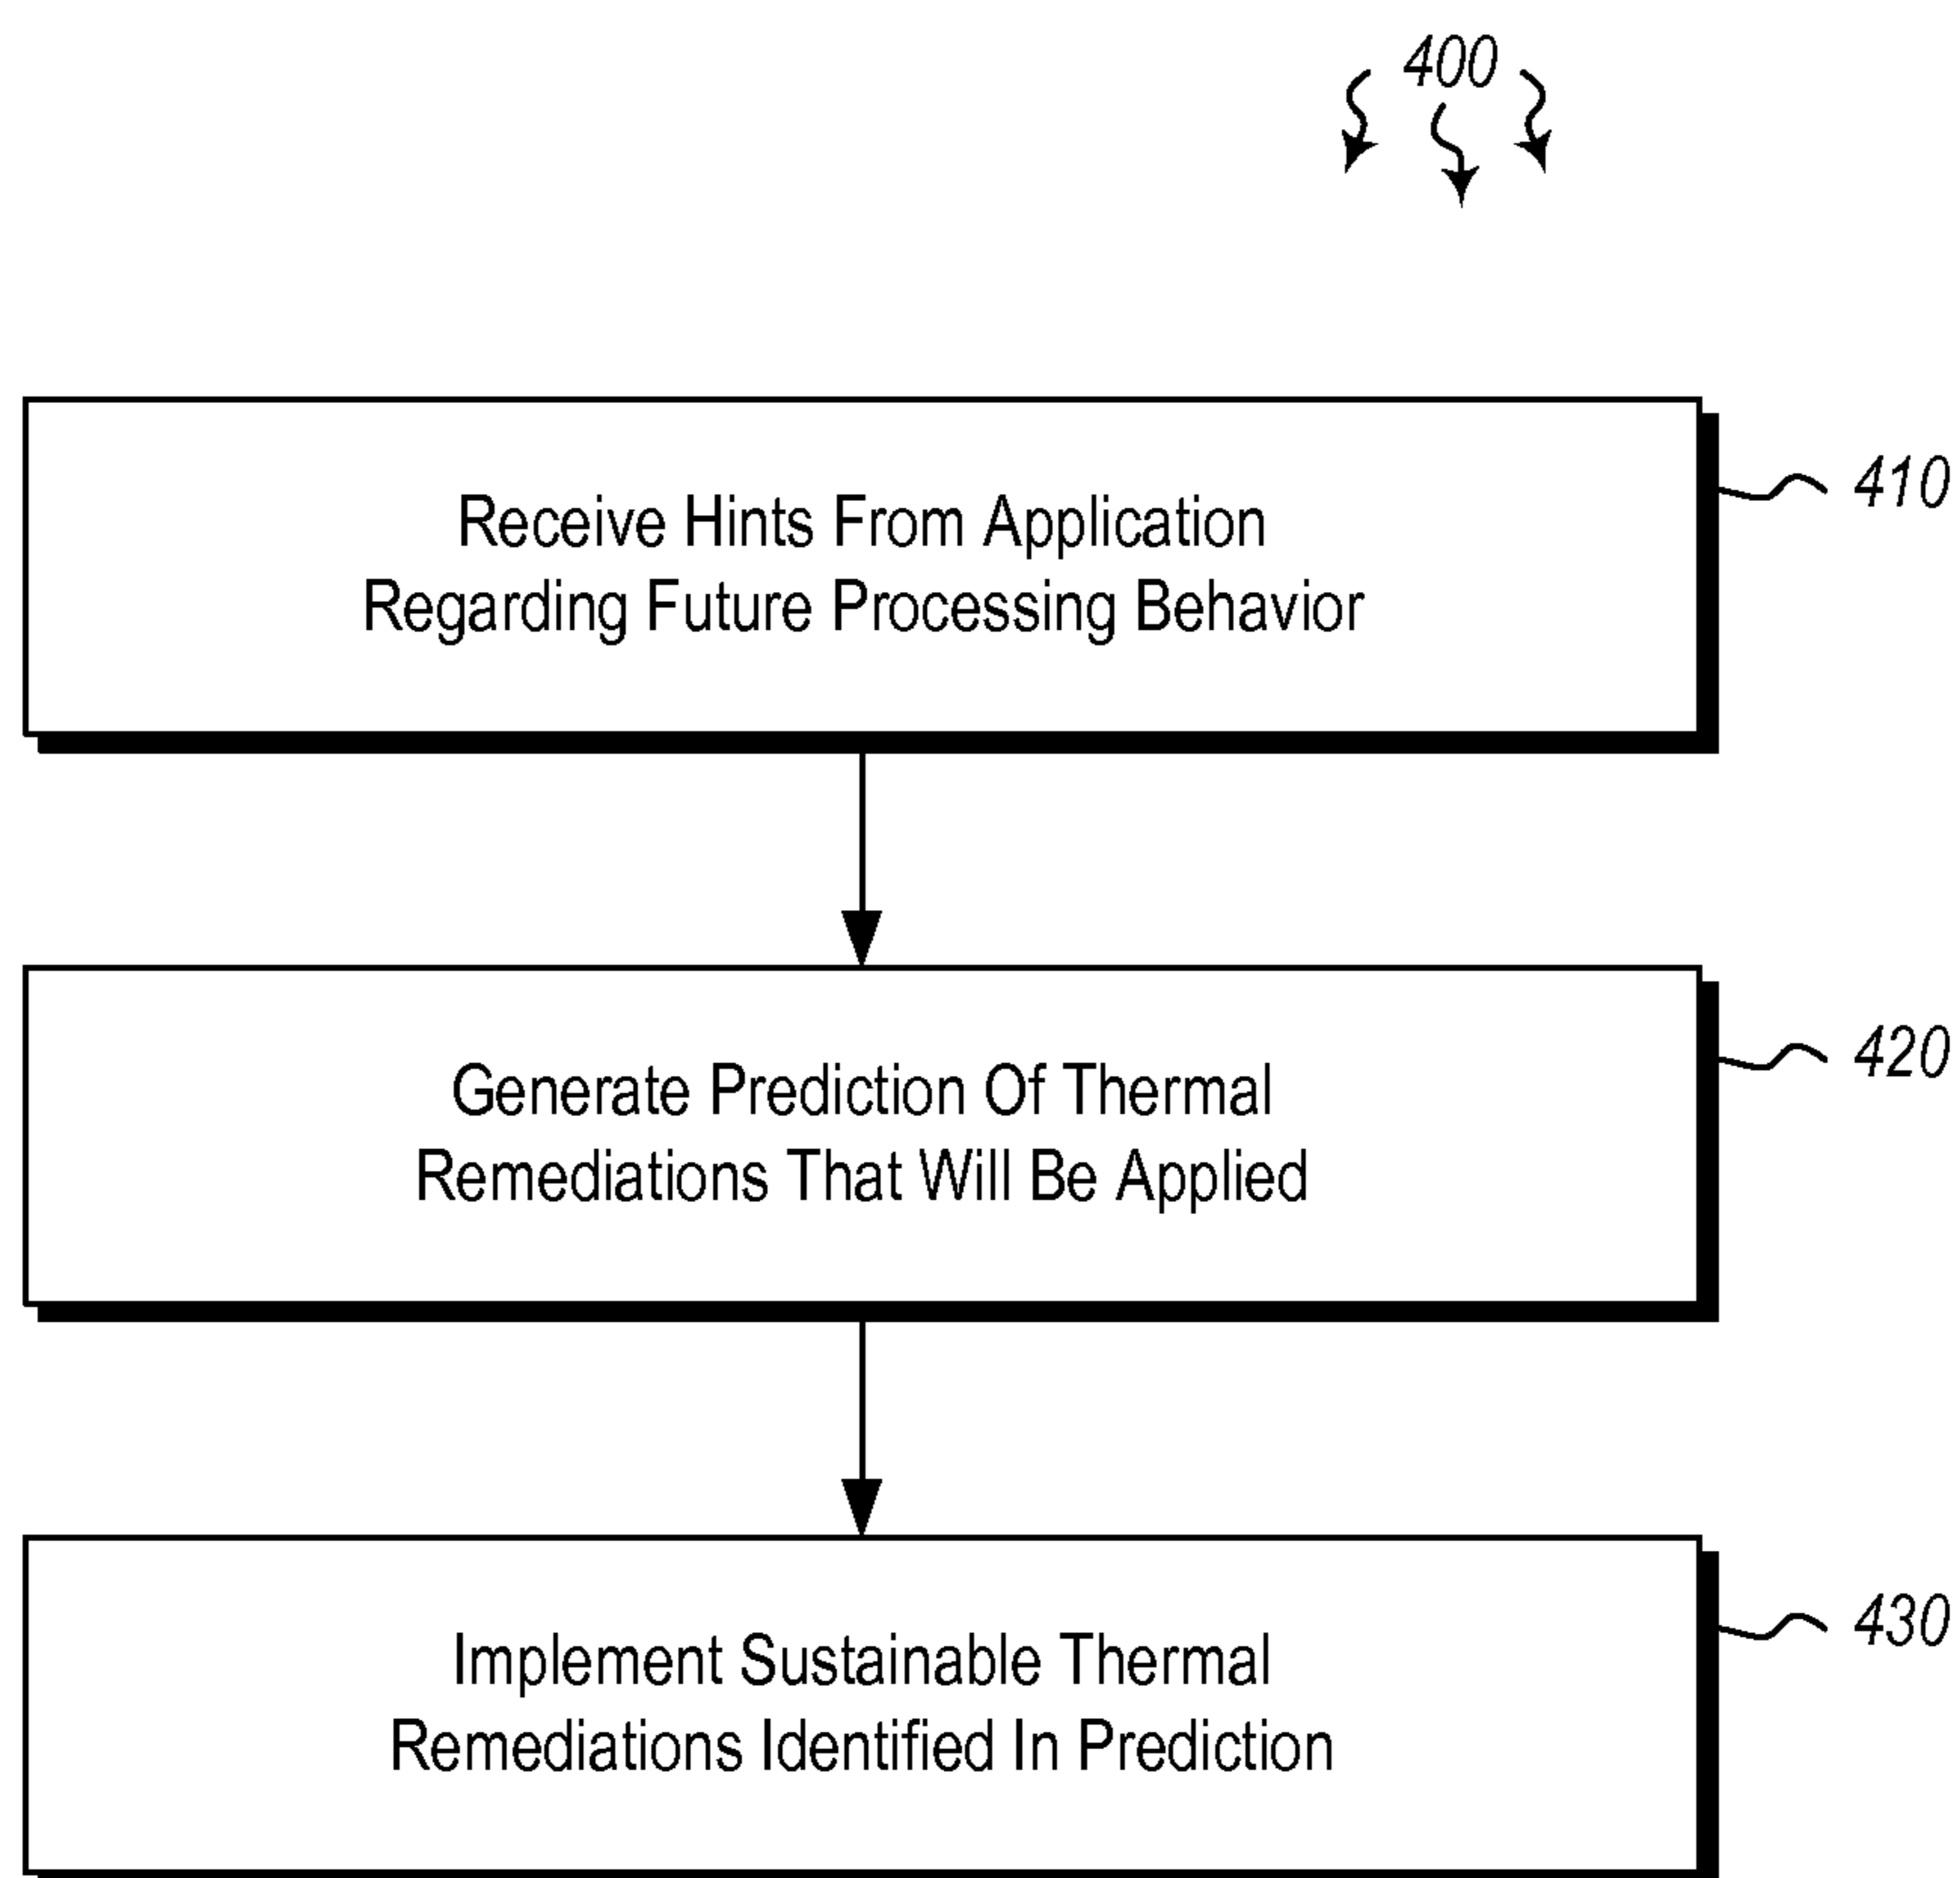 400
Receive Hints From Application
Regarding Future Processing Behavior
410
Generate Prediction Of Thermal
Remediations That Will Be Applied
420
Implement Sustainable Thermal
Remediations Identified In Prediction
430